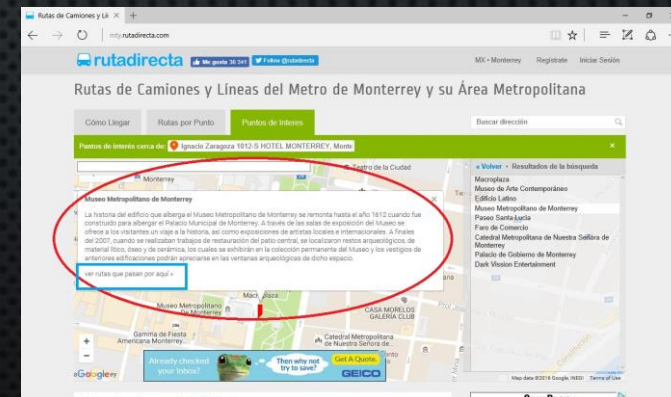 Rutas de Camiones y Lí
mty.rutadirecta.com
rutadirecta
Me gusta 30 341
Follow @rutadirecta
MX - Monterrey Registrate Iniciar Sesión
Rutas de Camiones y Líneas del Metro de Monterrey y su Área Metropolitana
Cómo Llegar
Rutas por Punto
Puntos de Interes
Buscar dirección
Puntos de interés cerca de: Ignacio Zaragoza 1012-S HOTEL MONTERREY, Monte
Teatro de la Ciudad
Monterrey
Museo Metropolitano de Monterrey
La historia del edificio que alberga el Museo Metropolitano de Monterrey se remonta hasta el año 1612 cuando fue
construido para albergar el Palacio Municipal de Monterrey. A través de las salas de exposición del Museo se
ofrece a los visitantes un viaje a la historia, así como exposiciones de artistas locales e internacionales. A finales
del 2007, cuando se realizaban trabajos de restauración del patio central, se localizaron restos arqueológicos, de
material lítico, óseo y de cerámica, los cuales se exhibirán en la colección permanente del Museo y los vestigios de
anteriores edificaciones podrán apreciarse en las ventanas arqueológicas de dicho espacio.
ver rutas que pasan por aquí »
« Volver - Resultados de la búsqueda
Macroplaza
Museo de Arte Contemporáneo
Edificio Latino
Museo Metropolitano de Monterrey
Paseo Santa Lucía
Faro de Comercio
Catedral Metropolitana de Nuestra Señora de
Monterrey
Palacio de Gobierno de Monterrey
Dark Vission Entertainment
Macroplaza
Museo Metropolitano
De Monterrey
CASA MORELOS
GALERÍA CLUB
Gamma de Fiesta
Americana Monterrey
Catedral Metropolitana
de Nuestra Señora de...
Already checked
your inbox?
Then why not
try to save?
Get A Quote.
GEICO
Google
Map data ©2016 Google, INEGI Terms of Use